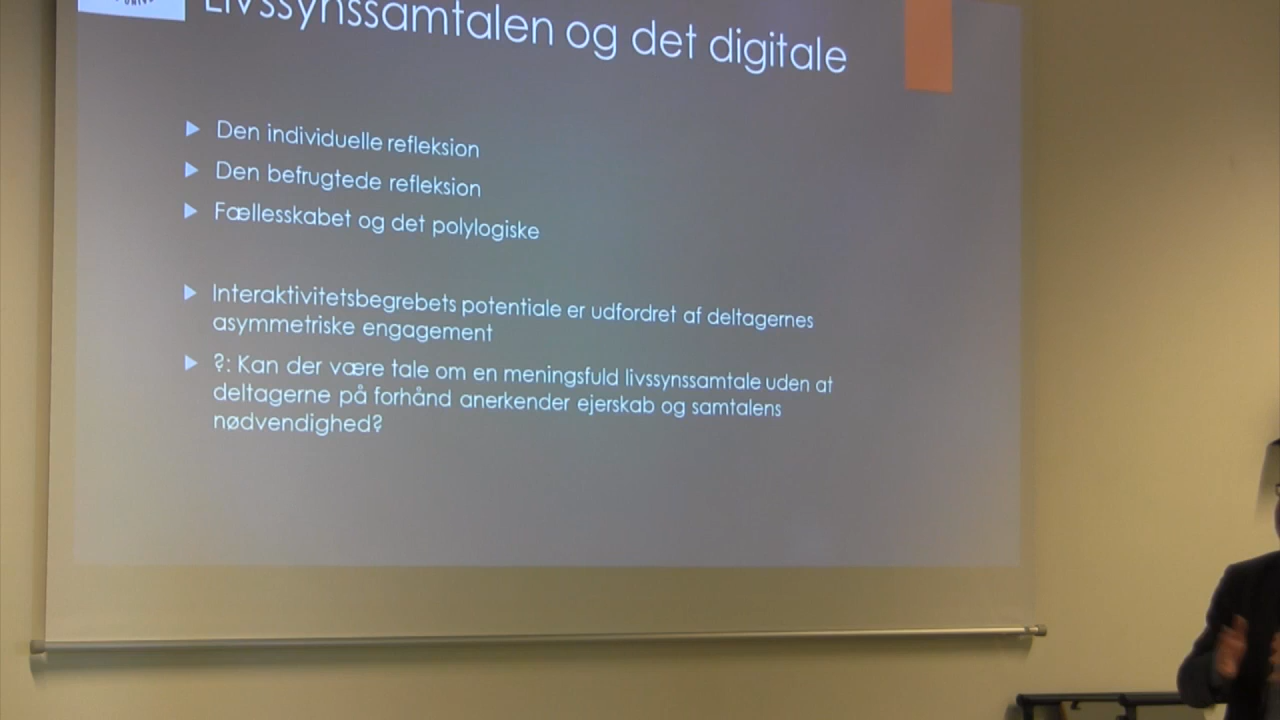 Livssynssamtalen og det digitale
Den individuelle refleksion
Den befrugtede refleksion
Fællesskabet og det polylogiske
Interaktivitetsbegrebets potentiale er udfordret af deltagernes
asymmetriske engagement
?: Kan der være tale om en meningsfuld livssynssamtale uden at
deltagerne på forhånd anerkender ejerskab og samtalens
nødvendighed?